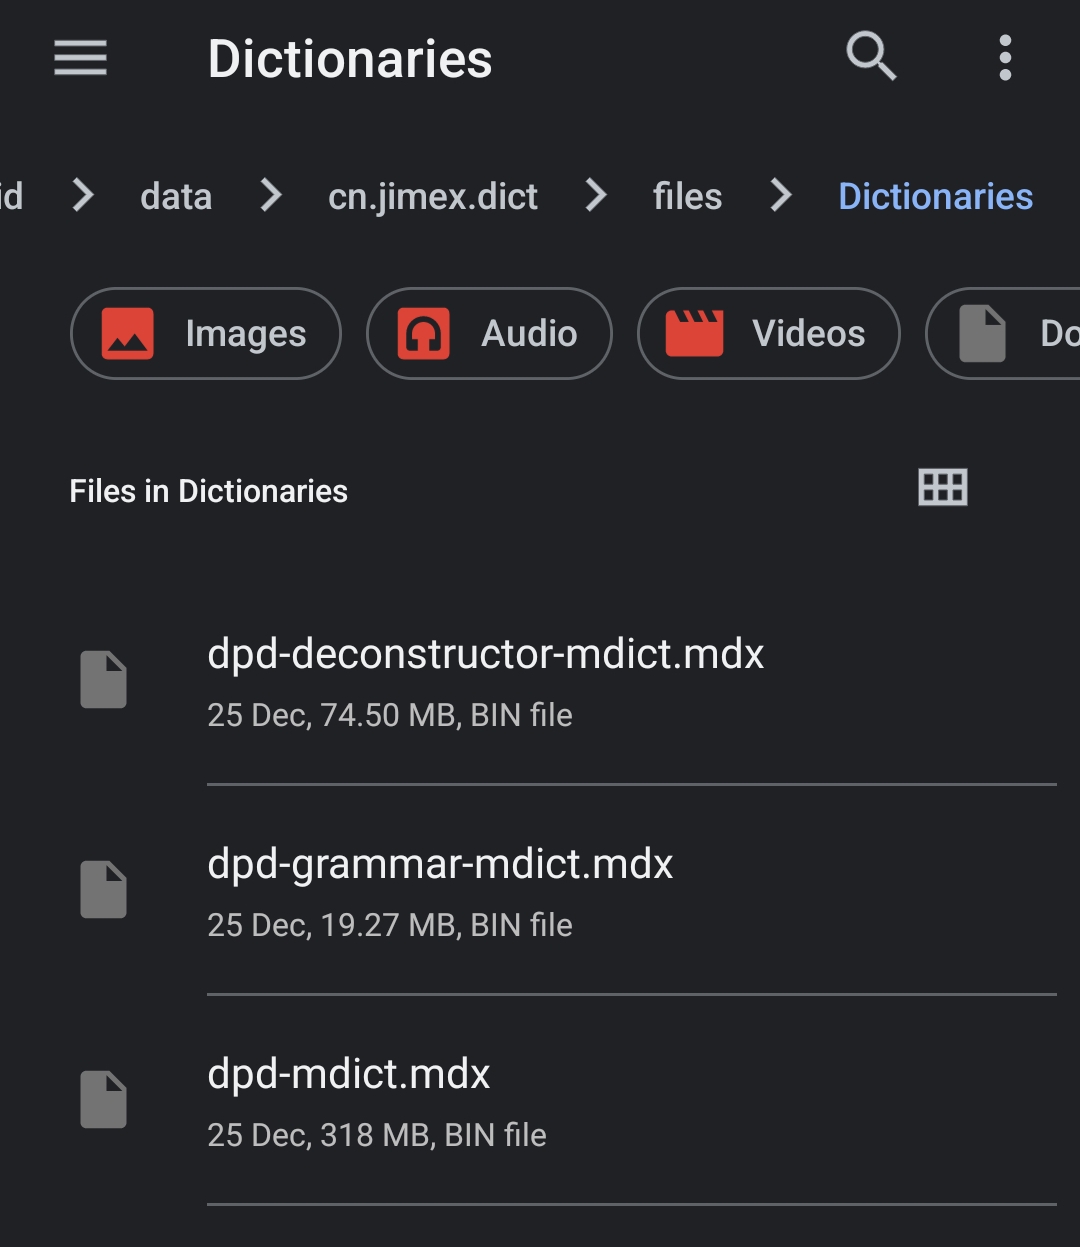 Dictionaries
id > data > cn.jimex.dict > files > Dictionaries
Images Audio Videos Do
Files in Dictionaries
dpd-deconstructor-mdict.mdx
25 Dec, 74.50 MB, BIN file
dpd-grammar-mdict.mdx
25 Dec, 19.27 MB, BIN file
dpd-mdict.mdx
25 Dec, 318 MB, BIN file